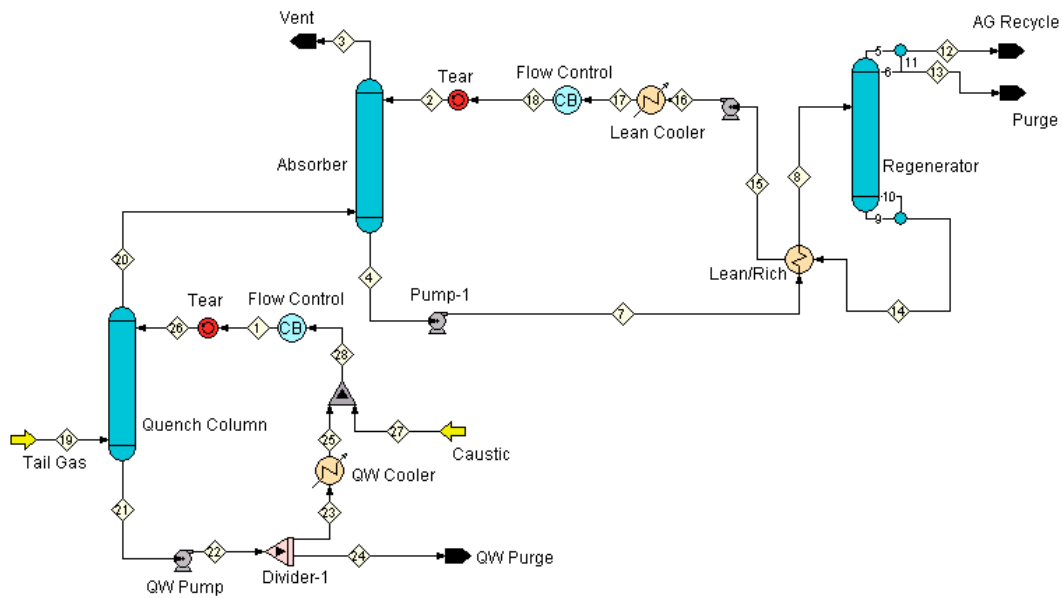 Vent
3
AG Recycle
5
12
11
6
13
Purge
Tear
Flow Control
2
18
CB
17
16
Lean Cooler
Absorber
Regenerator
15
8
10
9
20
4
Lean/Rich
Pump-1
7
14
Tear
Flow Control
26
1
CB
28
Quench Column
19
Tail Gas
25
27
Caustic
QW Cooler
21
23
22
24
QW Pump
Divider-1
QW Purge